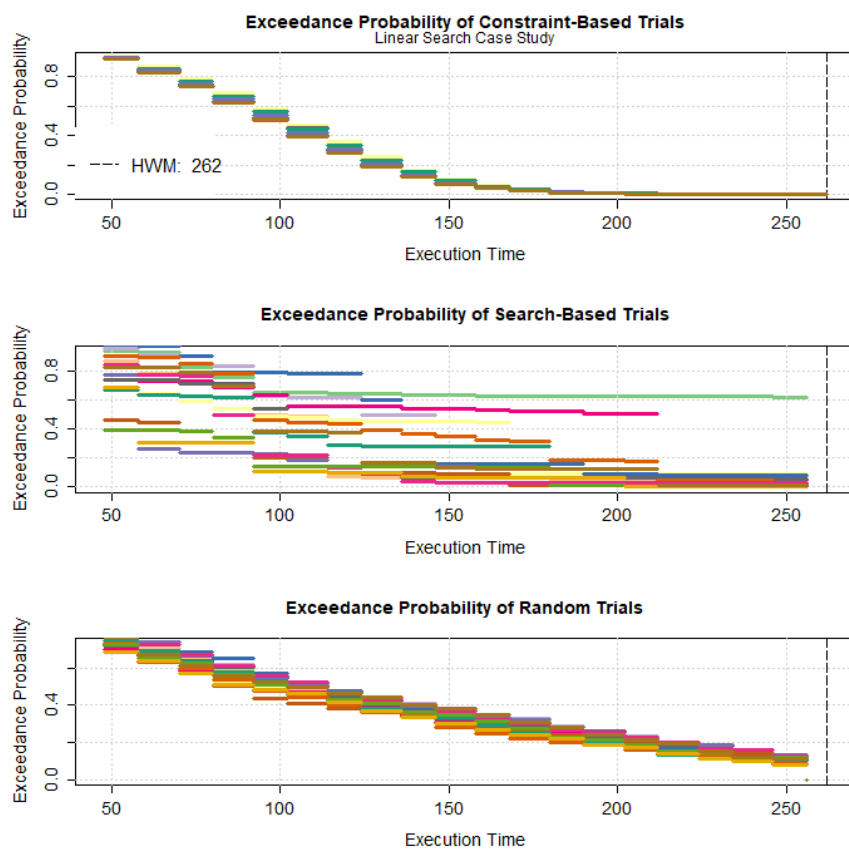 Exceedance Probability of Constraint-Based Trials
Linear Search Case Study
Exceedance Probability
0.8
0.4
0.0
HWM: 262
50 100 150 200 250
Execution Time
Exceedance Probability of Search-Based Trials
Exceedance Probability
0.8
0.4
0.0
50 100 150 200 250
Execution Time
Exceedance Probability of Random Trials
Exceedance Probability
0.4
0.0
50 100 150 200 250
Execution Time